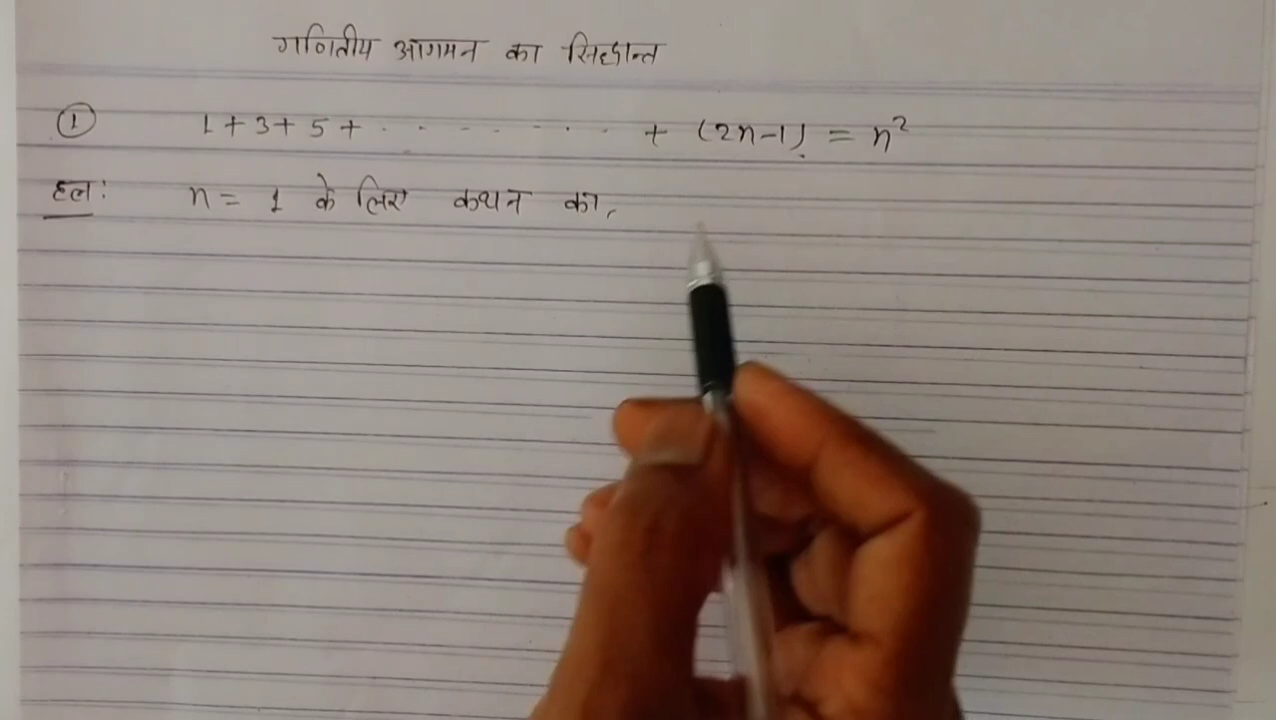 गणितीय आगमन का सिद्धान्त
① 1 + 3 + 5 + . . . . . . . . + (2n-1) = n²
हल: n = 1 के लिए कथन का,